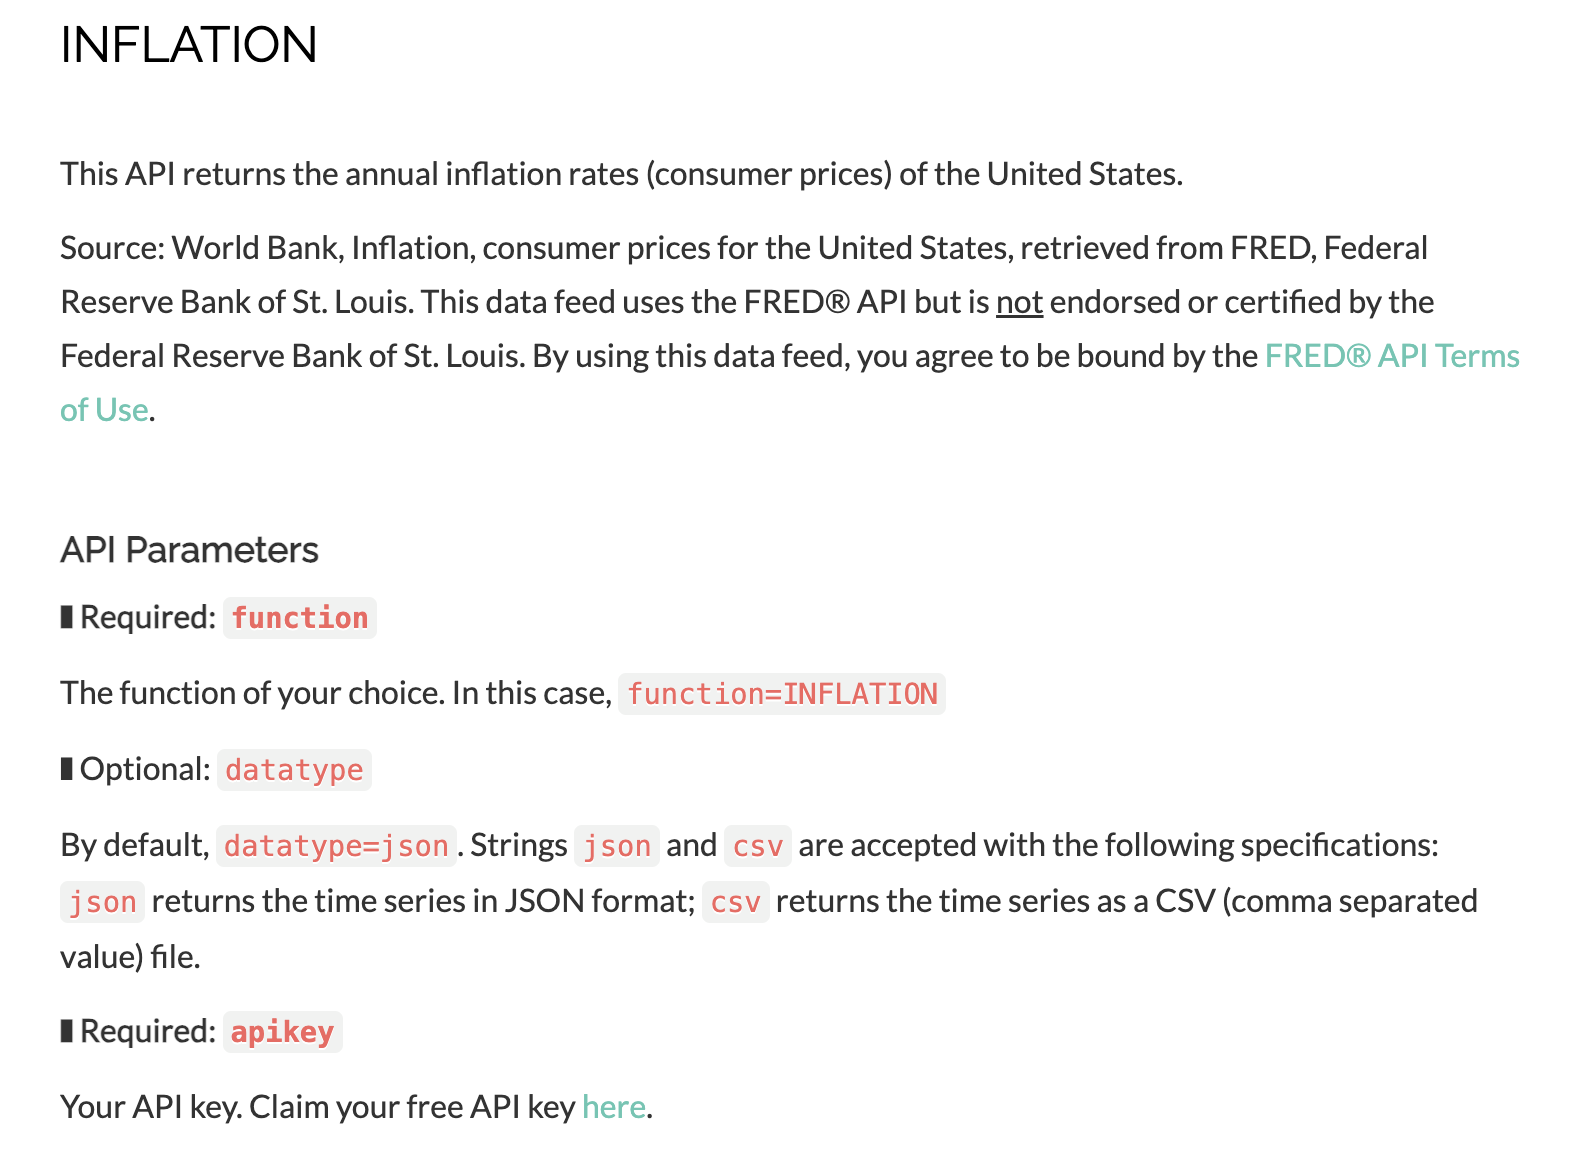 INFLATION
This API returns the annual inflation rates (consumer prices) of the United States.
Source: World Bank, Inflation, consumer prices for the United States, retrieved from FRED, Federal
Reserve Bank of St. Louis. This data feed uses the FRED® API but is not endorsed or certified by the
Federal Reserve Bank of St. Louis. By using this data feed, you agree to be bound by the FRED® API Terms
of Use.
API Parameters
❚ Required: function
The function of your choice. In this case, function=INFLATION
❚ Optional: datatype
By default, datatype=json. Strings json and csv are accepted with the following specifications:
json returns the time series in JSON format; csv returns the time series as a CSV (comma separated
value) file.
❚ Required: apikey
Your API key. Claim your free API key here.